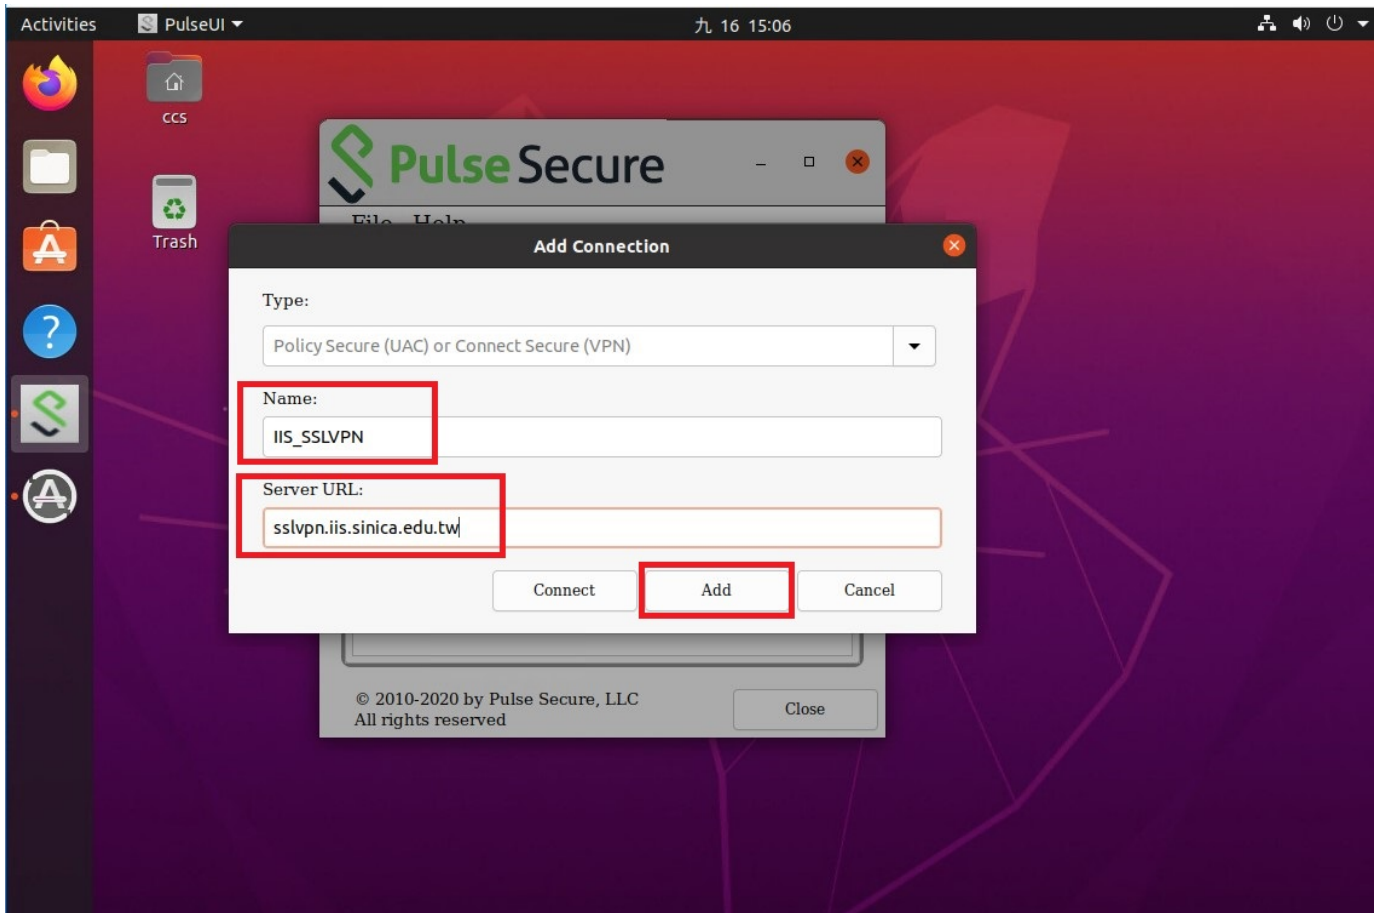 Activities
PulseUI
九 16 15:06
ccs
Trash
Pulse Secure
File Help
Add Connection
Type:
Policy Secure (UAC) or Connect Secure (VPN)
Name:
IIS_SSLVPN
Server URL:
sslvpn.iis.sinica.edu.tw
Connect Add Cancel
© 2010-2020 by Pulse Secure, LLC
All rights reserved
Close